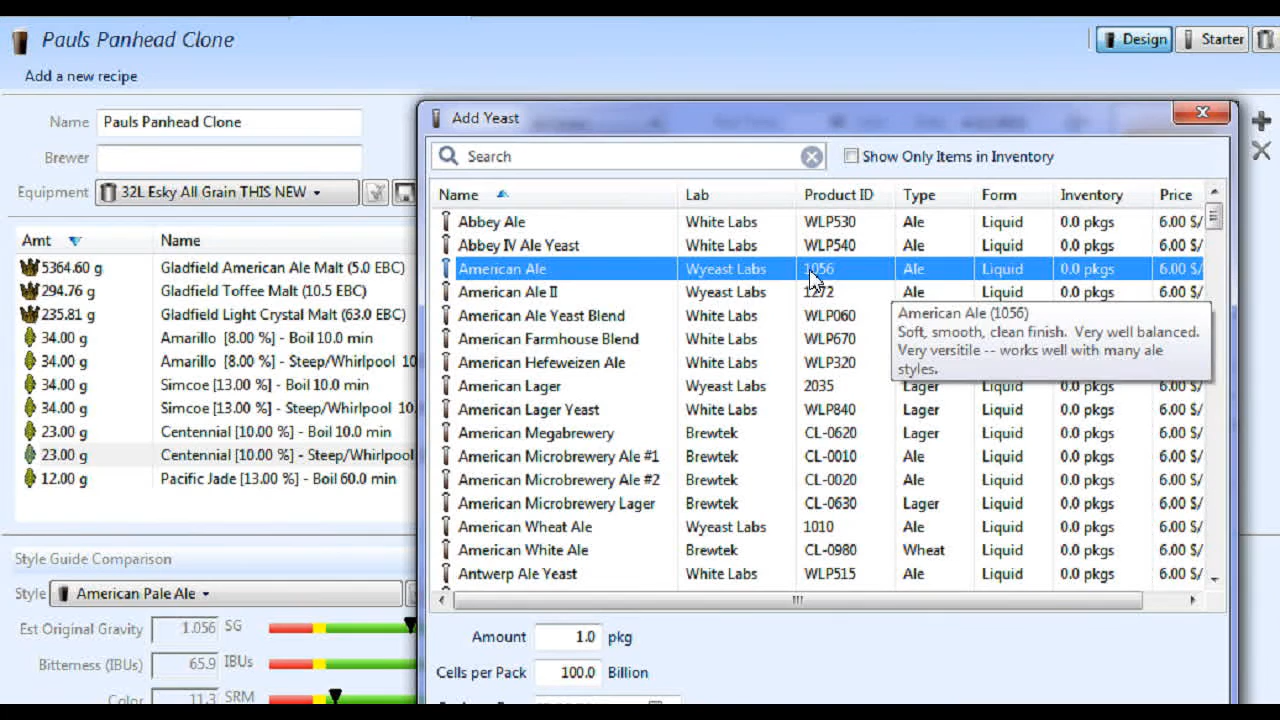 Pauls Panhead Clone
Design
Starter
Add a new recipe
Name Pauls Panhead Clone
Brewer
Equipment 32L Esky All Grain THIS NEW
Amt Name
5364.60 g Gladfield American Ale Malt (5.0 EBC)
294.76 g Gladfield Toffee Malt (10.5 EBC)
235.81 g Gladfield Light Crystal Malt (63.0 EBC)
34.00 g Amarillo [8.00 %] - Boil 10.0 min
34.00 g Amarillo [8.00 %] - Steep/Whirlpool 10.
34.00 g Simcoe [13.00 %] - Boil 10.0 min
34.00 g Simcoe [13.00 %] - Steep/Whirlpool 10.
23.00 g Centennial [10.00 %] - Boil 10.0 min
23.00 g Centennial [10.00 %] - Steep/Whirlpool
12.00 g Pacific Jade [13.00 %] - Boil 60.0 min
Style Guide Comparison
Style American Pale Ale
Est Original Gravity 1.056 SG
Bitterness (IBUs) 65.9 IBUs
Color 11.3 SRM
Add Yeast
Search
Show Only Items in Inventory
Name Lab Product ID Type Form Inventory Price
Abbey Ale White Labs WLP530 Ale Liquid 0.0 pkgs 6.00 $/
Abbey IV Ale Yeast White Labs WLP540 Ale Liquid 0.0 pkgs 6.00 $/
American Ale Wyeast Labs 1056 Ale Liquid 0.0 pkgs 6.00 $/
American Ale II Wyeast Labs 1272 Ale Liquid 0.0 pkgs 6.00 $/
American Ale Yeast Blend White Labs WLP060
American Farmhouse Blend White Labs WLP670
American Hefeweizen Ale White Labs WLP320
American Lager Wyeast Labs 2035 Lager Liquid 0.0 pkgs 6.00 $/
American Lager Yeast White Labs WLP840 Lager Liquid 0.0 pkgs 6.00 $/
American Megabrewery Brewtek CL-0620 Lager Liquid 0.0 pkgs 6.00 $/
American Microbrewery Ale #1 Brewtek CL-0010 Ale Liquid 0.0 pkgs 6.00 $/
American Microbrewery Ale #2 Brewtek CL-0020 Ale Liquid 0.0 pkgs 6.00 $/
American Microbrewery Lager Brewtek CL-0630 Lager Liquid 0.0 pkgs 6.00 $/
American Wheat Ale Wyeast Labs 1010 Ale Liquid 0.0 pkgs 6.00 $/
American White Ale Brewtek CL-0980 Wheat Liquid 0.0 pkgs 6.00 $/
Antwerp Ale Yeast White Labs WLP515 Ale Liquid 0.0 pkgs 6.00 $/
American Ale (1056)
Soft, smooth, clean finish. Very well balanced.
Very versitile -- works well with many ale
styles.
Amount 1.0 pkg
Cells per Pack 100.0 Billion